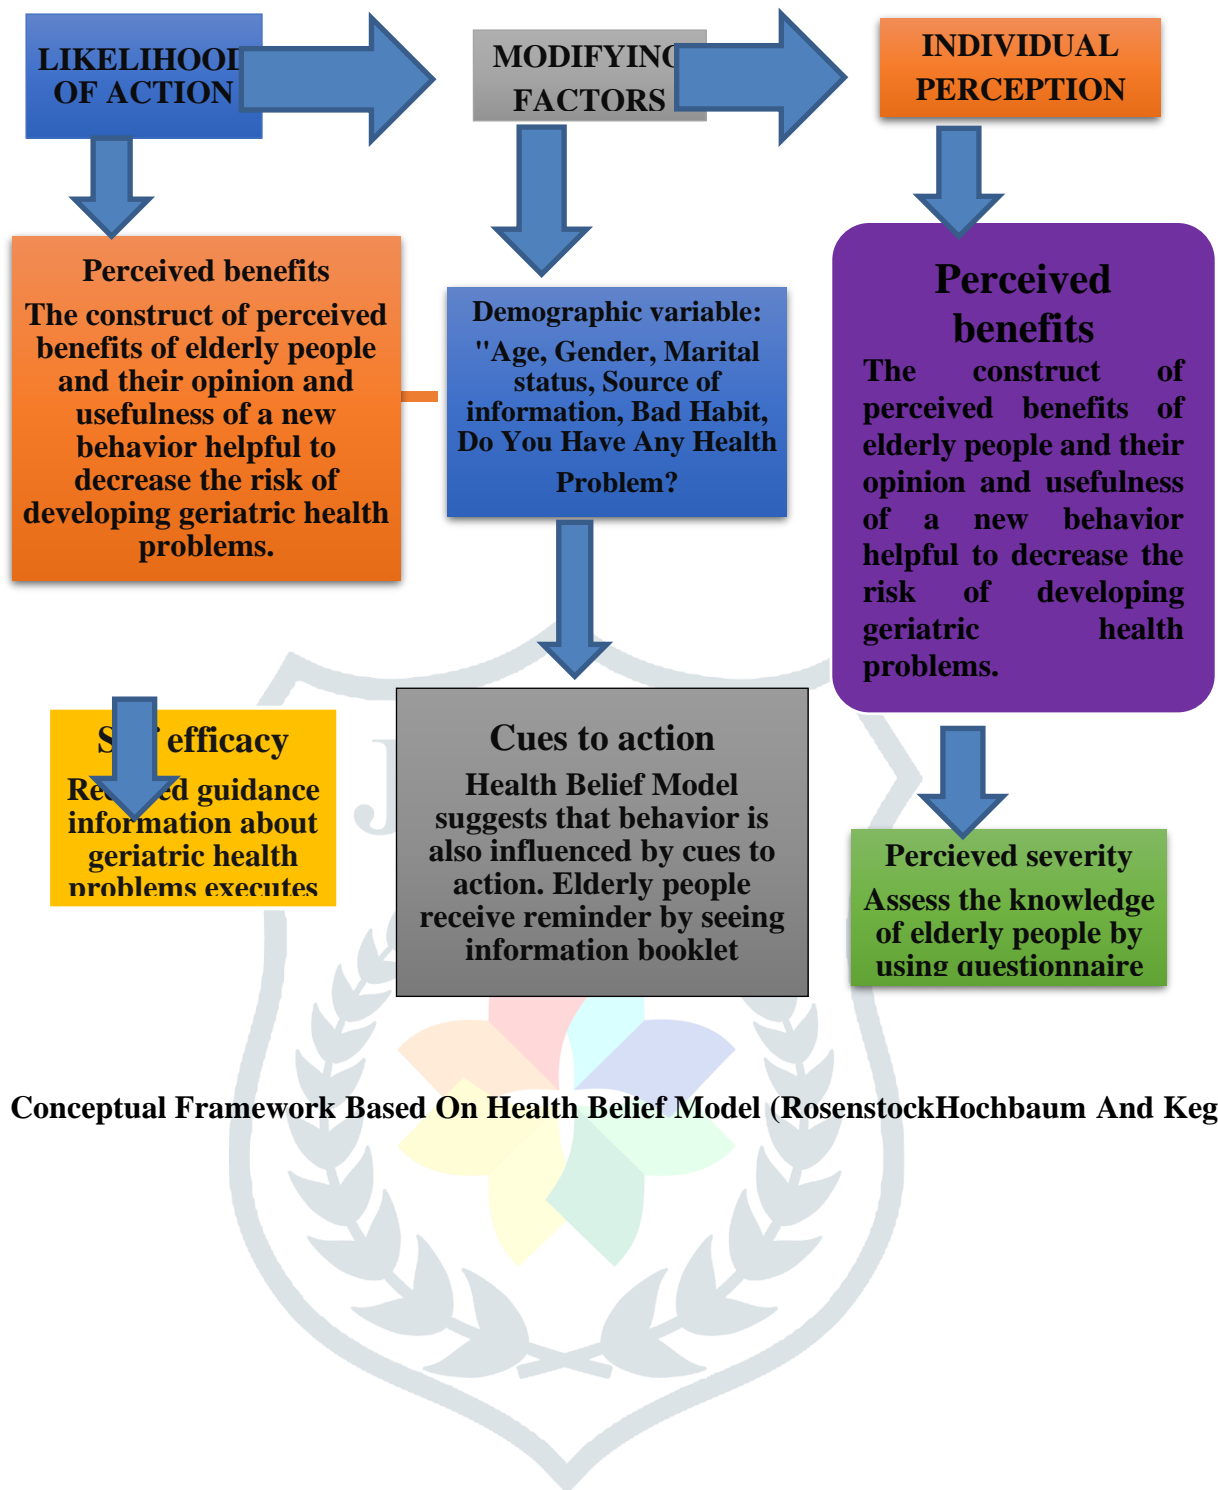 LIKELIHOOD
OF ACTION
MODIFYING
FACTORS
INDIVIDUAL
PERCEPTION
Perceived benefits
The construct of perceived
benefits of elderly people
and their opinion and
usefulness of a new
behavior helpful to
decrease the risk of
developing geriatric health
problems.
Demographic variable:
"Age, Gender, Marital
status, Source of
information, Bad Habit,
Do You Have Any Health
Problem?
Perceived
benefits
The construct of
perceived benefits of
elderly people and their
opinion and usefulness
of a new behavior
helpful to decrease the
risk of developing
geriatric health
problems.
efficacy
guidance
information about
geriatric health
problems executes
Cues to action
Health Belief Model
suggests that behavior is
also influenced by cues to
action. Elderly people
receive reminder by seeing
information booklet
Percieved severity
Assess the knowledge
of elderly people by
using questionnaire
Conceptual Framework Based On Health Belief Model (RosenstockHochbaum And Keg